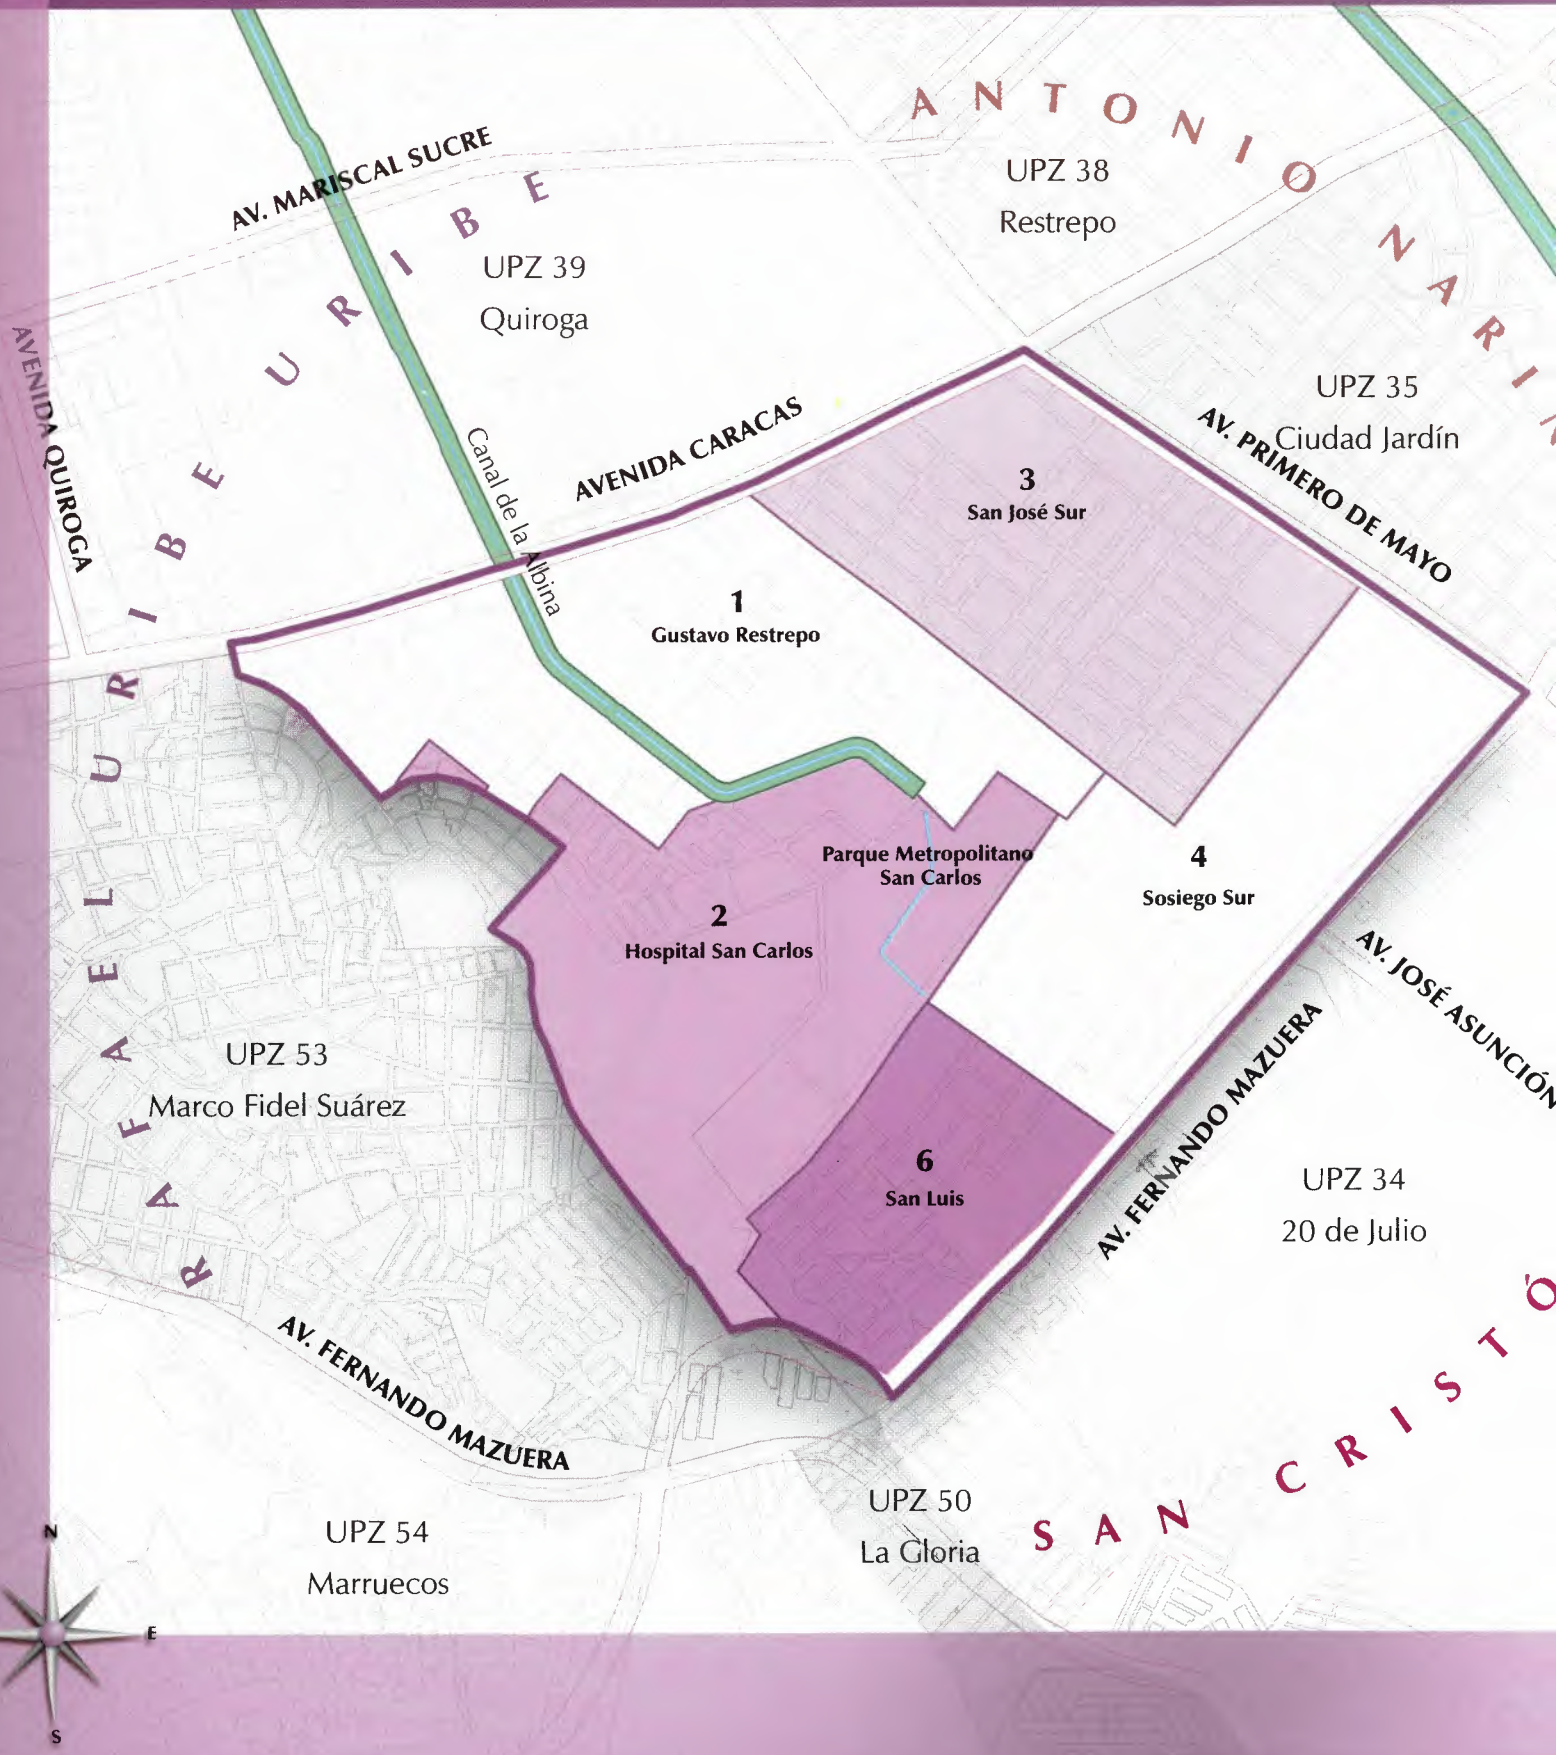 ANTONIO NARIÑ
UPZ 38
Restrepo
AV. MARISCAL SUCRE
RAFAEL URIBE URIBE
UPZ 39
Quiroga
AVENIDA QUIROGA
UPZ 35
Ciudad Jardín
AV. PRIMERO DE MAYO
AVENIDA CARACAS
Canal de la Albina
3
San José Sur
1
Gustavo Restrepo
Parque Metropolitano
San Carlos
4
Sosiego Sur
2
Hospital San Carlos
AV. JOSÉ ASUNCIÓN
AV. FERNANDO MAZUERA
UPZ 53
Marco Fidel Suárez
6
San Luis
UPZ 34
20 de Julio
SAN CRISTÓ
AV. FERNANDO MAZUERA
UPZ 50
La Gloria
UPZ 54
Marruecos
N
E
S